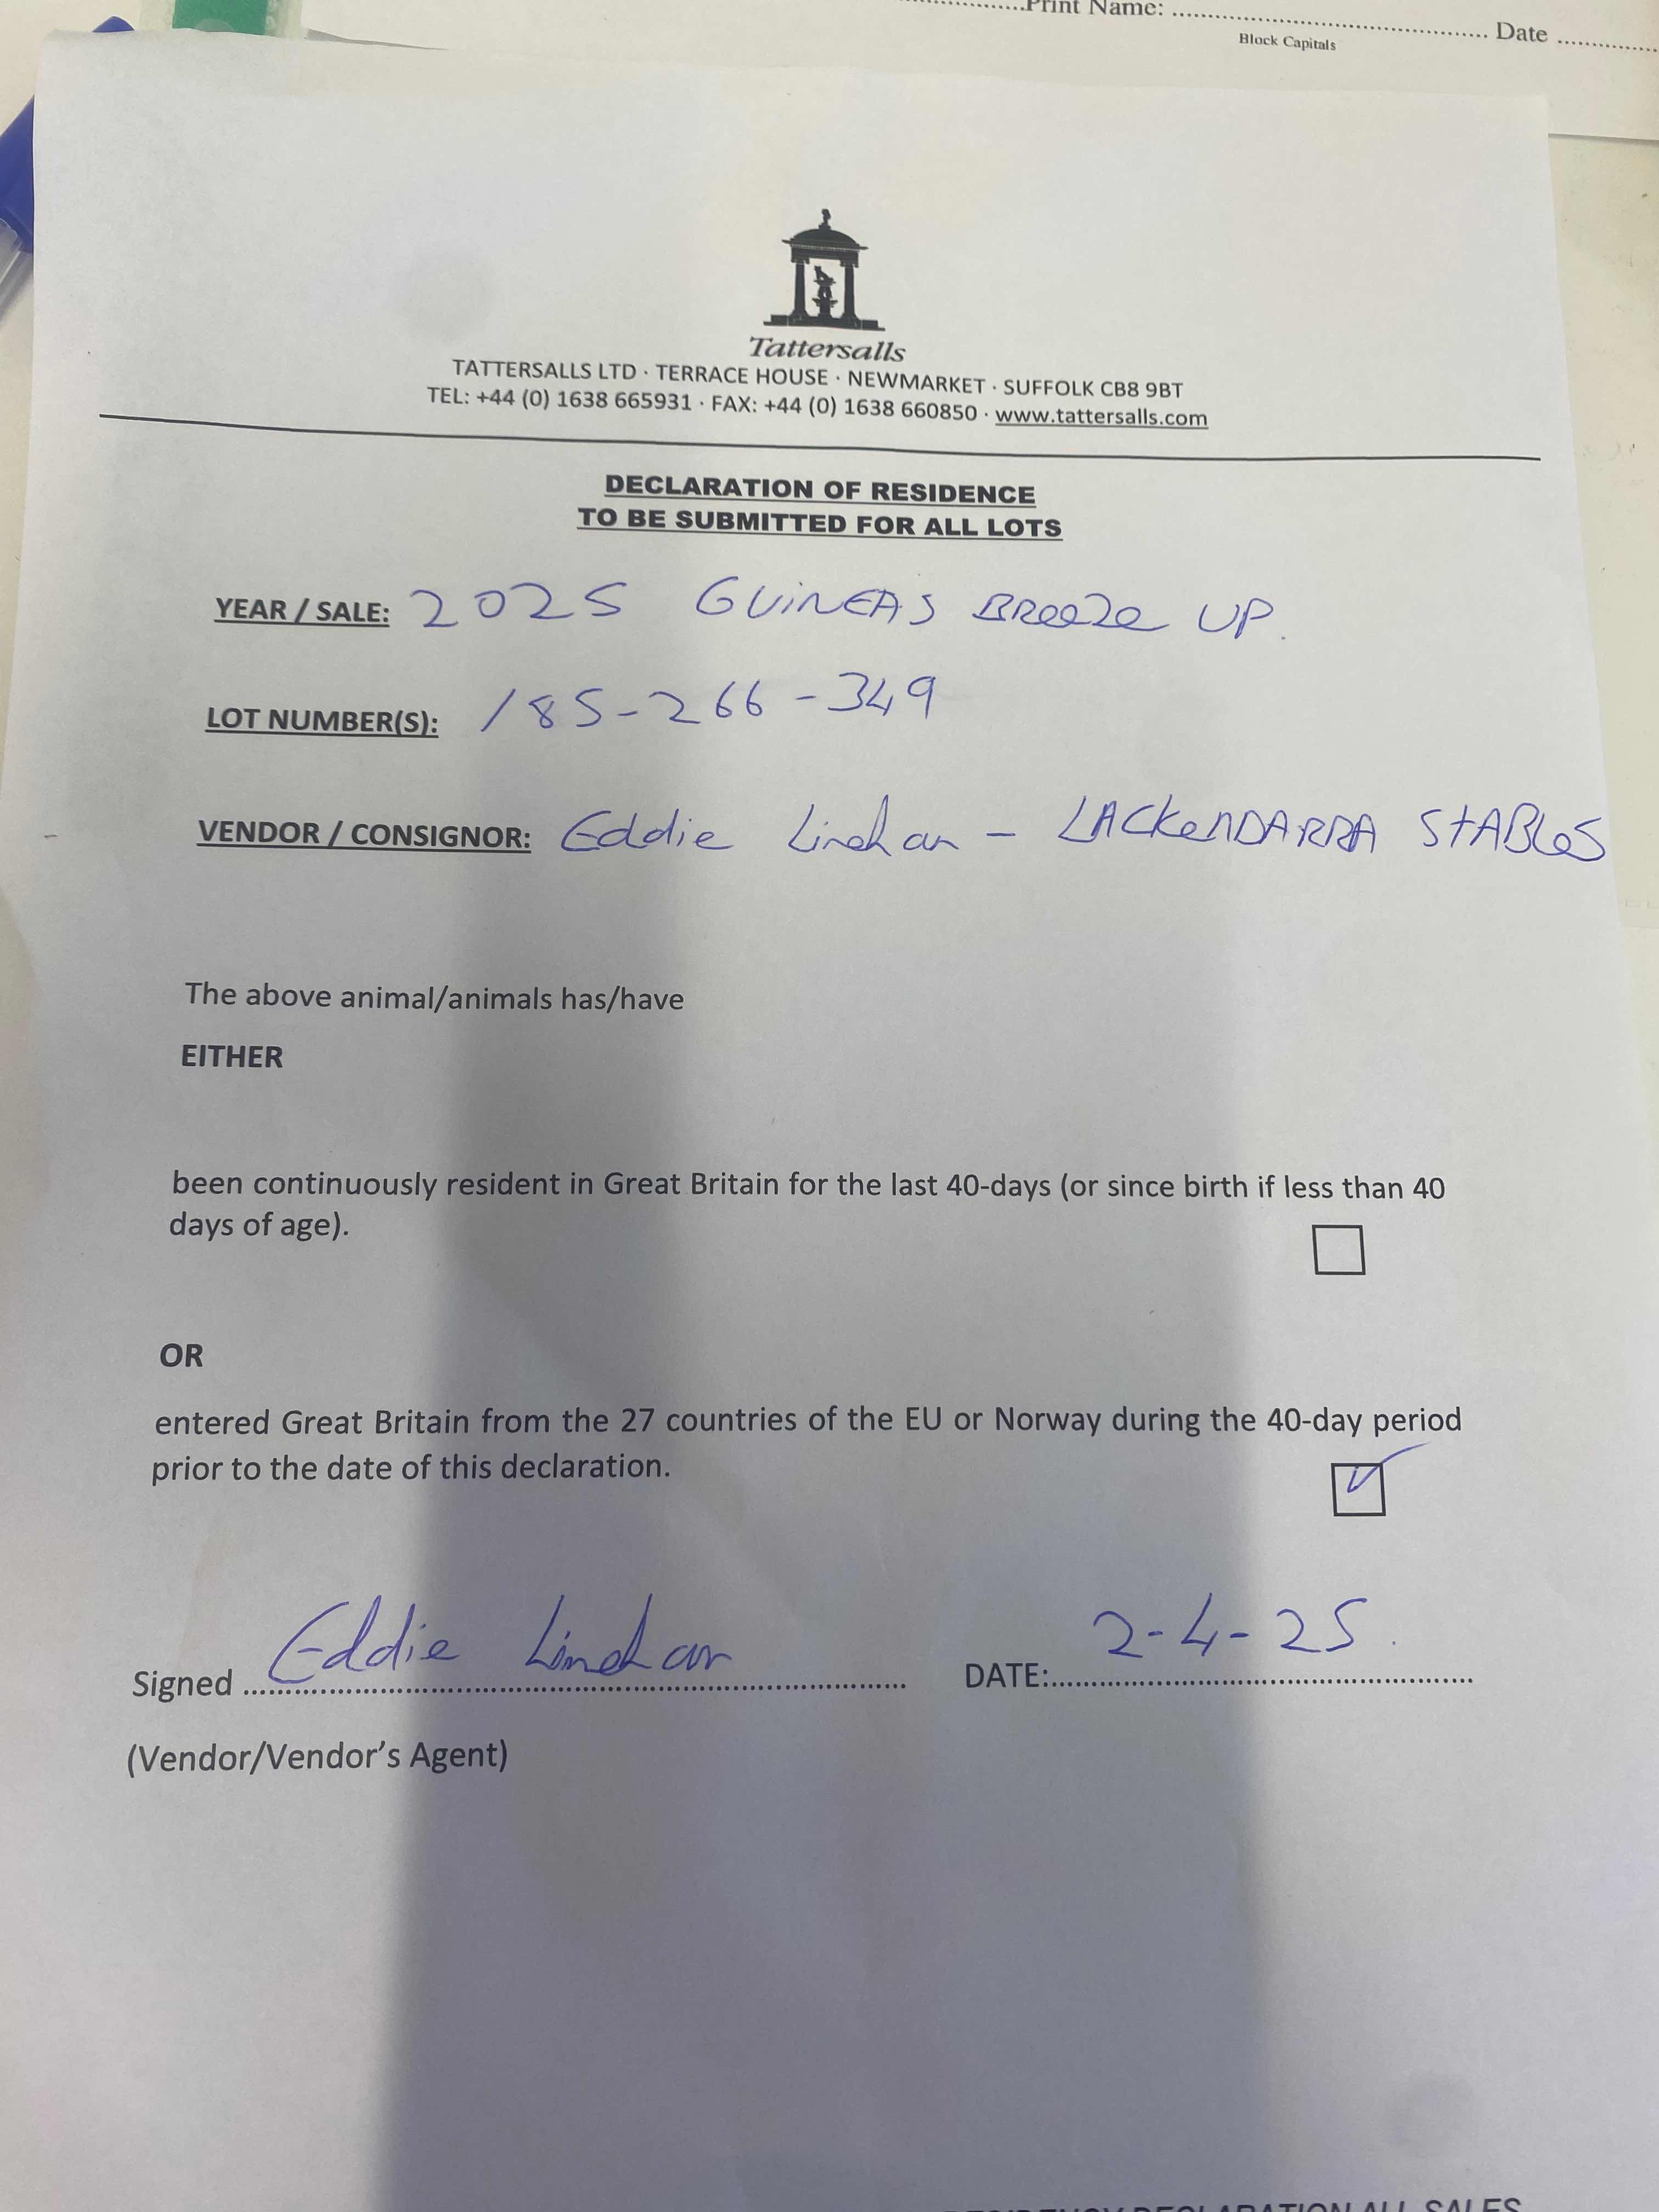 Print Name: ........................................ Date ............
Block Capitals
Tattersalls
TATTERSALLS LTD · TERRACE HOUSE · NEWMARKET · SUFFOLK CB8 9BT
TEL: +44 (0) 1638 665931 · FAX: +44 (0) 1638 660850 · www.tattersalls.com
DECLARATION OF RESIDENCE
TO BE SUBMITTED FOR ALL LOTS
YEAR / SALE: 2025 GUiNEAS BReeze UP.
LOT NUMBER(S): 185-266-349
VENDOR / CONSIGNOR: Eddie Linehan - LACKenDARRA StABLeS
The above animal/animals has/have
EITHER
been continuously resident in Great Britain for the last 40-days (or since birth if less than 40
days of age).
OR
entered Great Britain from the 27 countries of the EU or Norway during the 40-day period
prior to the date of this declaration.
Signed Eddie Linehan DATE: 2-4-25.
(Vendor/Vendor's Agent)
RESIDENCY DECLARATION ALL SALES